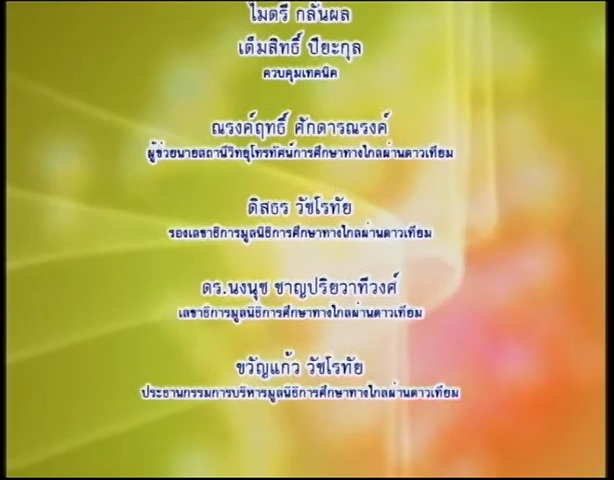 ไมตรี กลั่นผล
เต็มสิทธิ์ ปิยะกุล
ควบคุมเทคนิค
ณรงค์ฤทธิ์ ศักดารณรงค์
ผู้ช่วยนายสถานีวิทยุโทรทัศน์การศึกษาทางไกลผ่านดาวเทียม
ดิสธร วัชโรทัย
รองเลขาธิการมูลนิธิการศึกษาทางไกลผ่านดาวเทียม
ดร.นงนุช ชาญปริยวาทีวงศ์
เลขาธิการมูลนิธิการศึกษาทางไกลผ่านดาวเทียม
ขวัญแก้ว วัชโรทัย
ประธานกรรมการบริหารมูลนิธิการศึกษาทางไกลผ่านดาวเทียม